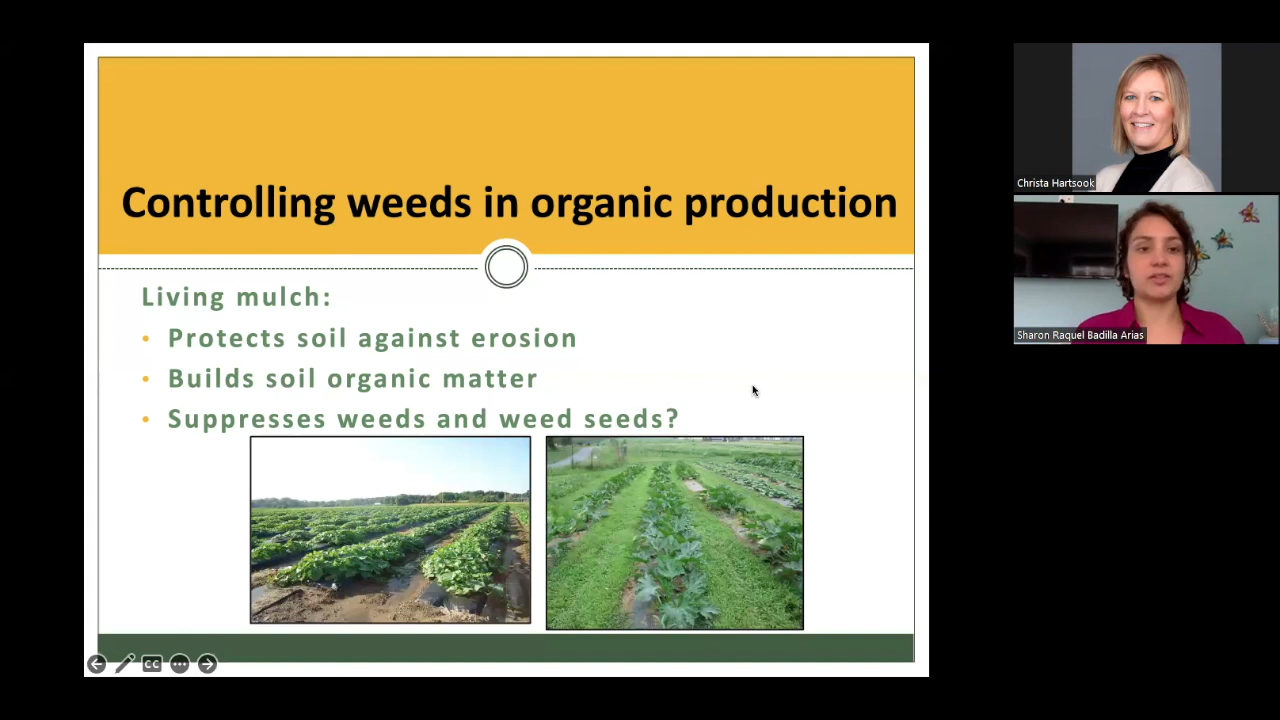 Controlling weeds in organic production
Living mulch:
• Protects soil against erosion
• Builds soil organic matter
• Suppresses weeds and weed seeds?
CC
Christa Hartsook
Sharon Raquel Badilla Arias